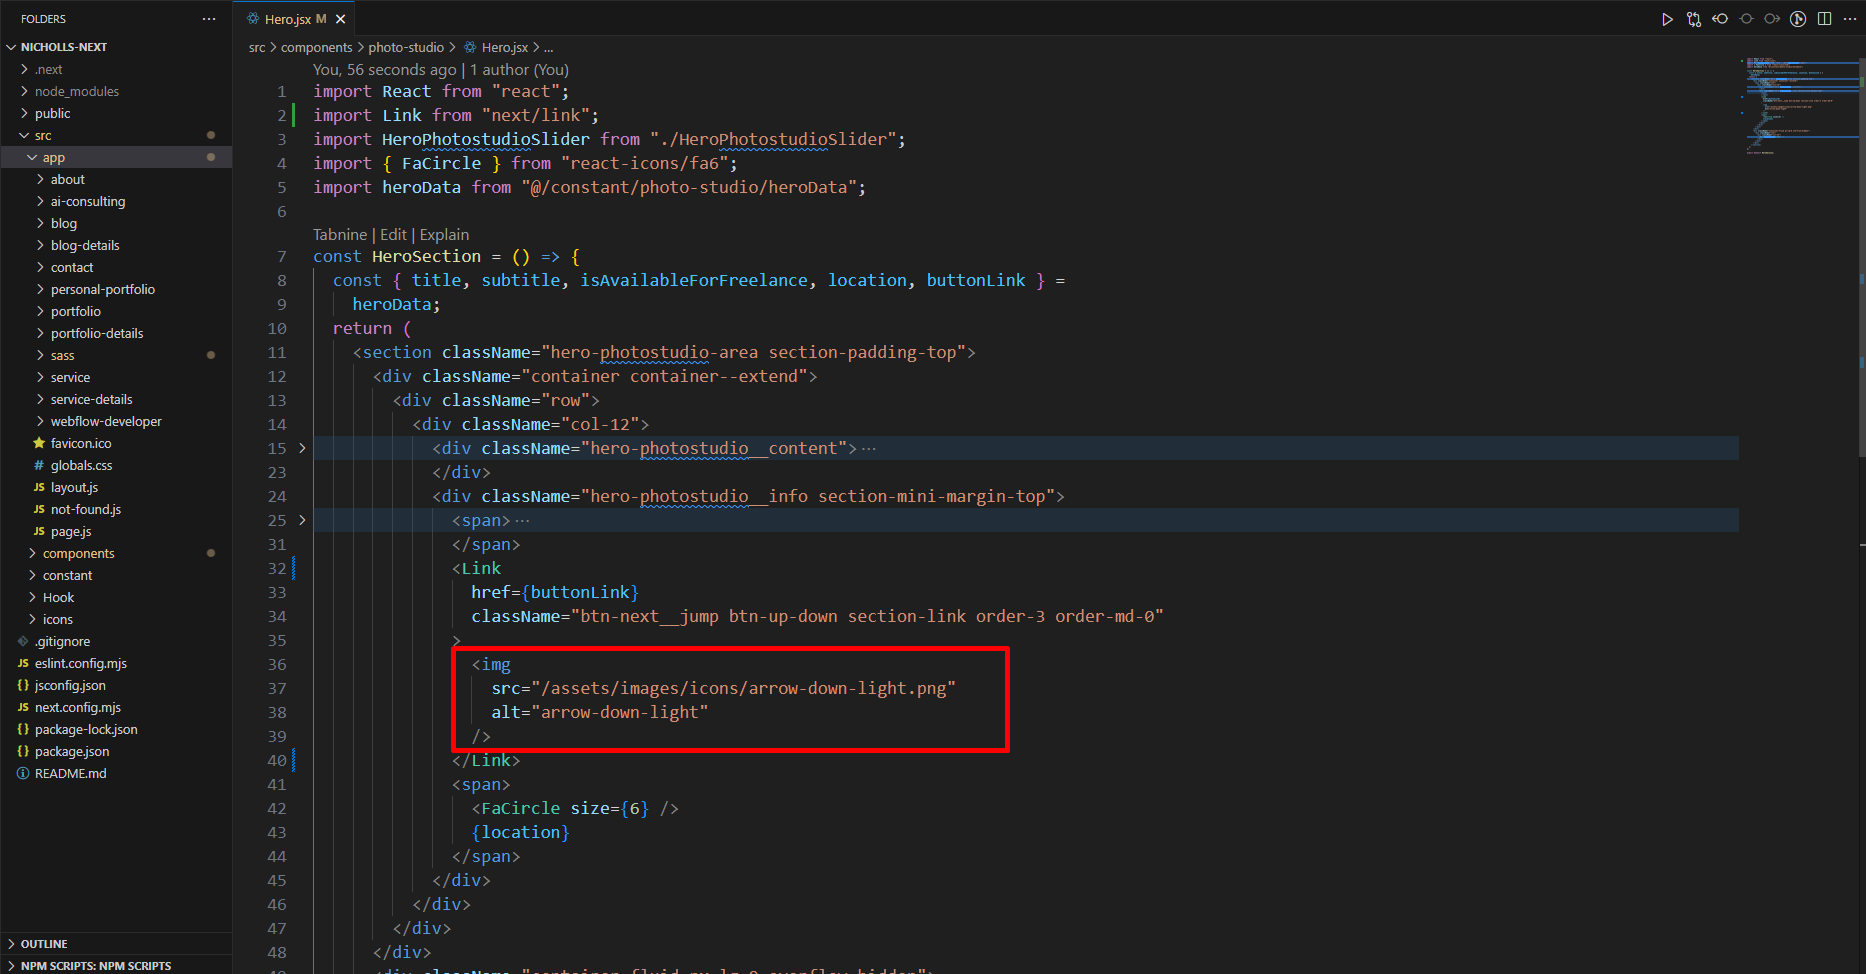 FOLDERS
NICHOLLS-NEXT
.next
node_modules
public
src
app
about
ai-consulting
blog
blog-details
contact
personal-portfolio
portfolio
portfolio-details
sass
service
service-details
webflow-developer
favicon.ico
# globals.css
JS layout.js
JS not-found.js
JS page.js
components
constant
Hook
icons
.gitignore
JS eslint.config.mjs
{} jsconfig.json
JS next.config.mjs
{} package-lock.json
{} package.json
README.md
OUTLINE
NPM SCRIPTS: NPM SCRIPTS
Hero.jsx M
src > components > photo-studio > Hero.jsx > ...
You, 56 seconds ago | 1 author (You)
1 import React from "react";
2 import Link from "next/link";
3 import HeroPhotostudioSlider from "./HeroPhotostudioSlider";
4 import { FaCircle } from "react-icons/fa6";
5 import heroData from "@/constant/photo-studio/heroData";
6
Tabnine | Edit | Explain
7 const HeroSection = () => {
8 const { title, subtitle, isAvailableForFreelance, location, buttonLink } =
9 heroData;
10 return (
11 <section className="hero-photostudio-area section-padding-top">
12 <div className="container container--extend">
13 <div className="row">
14 <div className="col-12">
15 <div className="hero-photostudio__content">···
23 </div>
24 <div className="hero-photostudio__info section-mini-margin-top">
25 <span>···
31 </span>
32 <Link
33 href={buttonLink}
34 className="btn-next__jump btn-up-down section-link order-3 order-md-0"
35 >
36 <img
37 src="/assets/images/icons/arrow-down-light.png"
38 alt="arrow-down-light"
39 />
40 </Link>
41 <span>
42 <FaCircle size={6} />
43 {location}
44 </span>
45 </div>
46 </div>
47 </div>
48 </div>